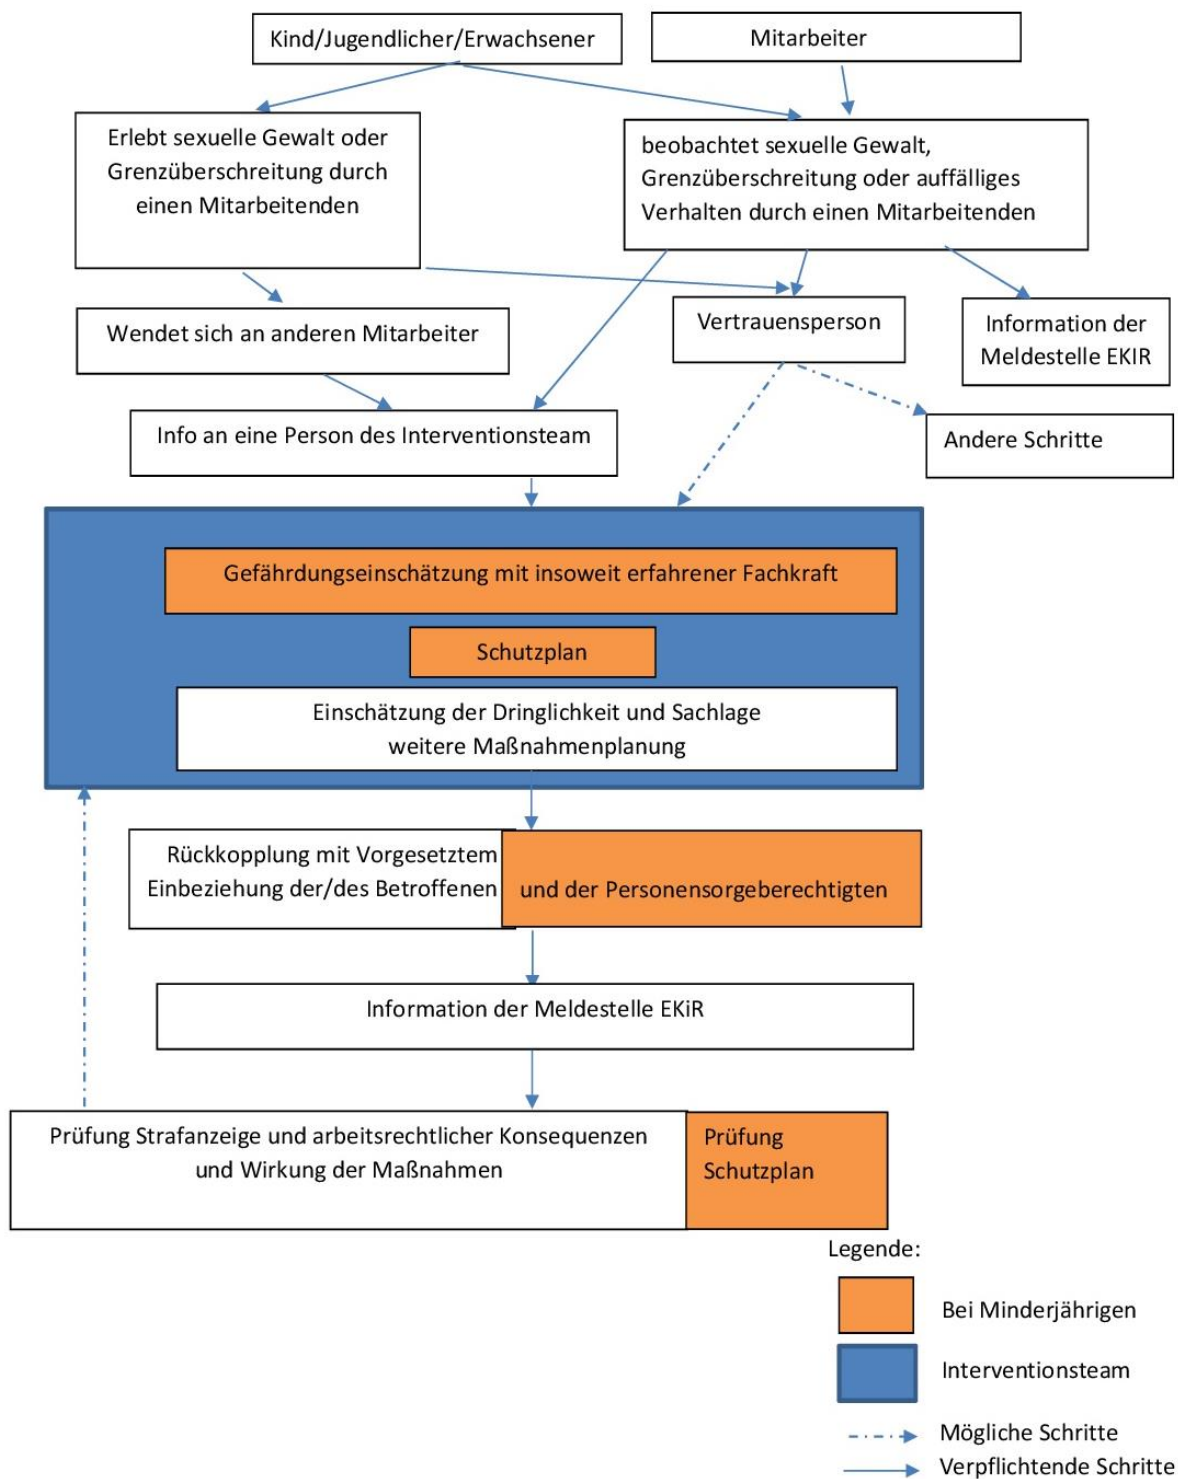 Kind/Jugendlicher/Erwachsener
Mitarbeiter
Erlebt sexuelle Gewalt oder
Grenzüberschreitung durch
einen Mitarbeitenden
beobachtet sexuelle Gewalt,
Grenzüberschreitung oder auffälliges
Verhalten durch einen Mitarbeitenden
Wendet sich an anderen Mitarbeiter
Vertrauensperson
Information der
Meldestelle EKIR
Info an eine Person des Interventionsteam
Andere Schritte
Gefährdungseinschätzung mit insoweit erfahrener Fachkraft
Schutzplan
Einschätzung der Dringlichkeit und Sachlage
weitere Maßnahmenplanung
Rückkopplung mit Vorgesetztem
Einbeziehung der/des Betroffenen
und der Personensorgeberechtigten
Information der Meldestelle EKiR
Prüfung Strafanzeige und arbeitsrechtlicher Konsequenzen
und Wirkung der Maßnahmen
Prüfung
Schutzplan
Legende:
Bei Minderjährigen
Interventionsteam
Mögliche Schritte
Verpflichtende Schritte